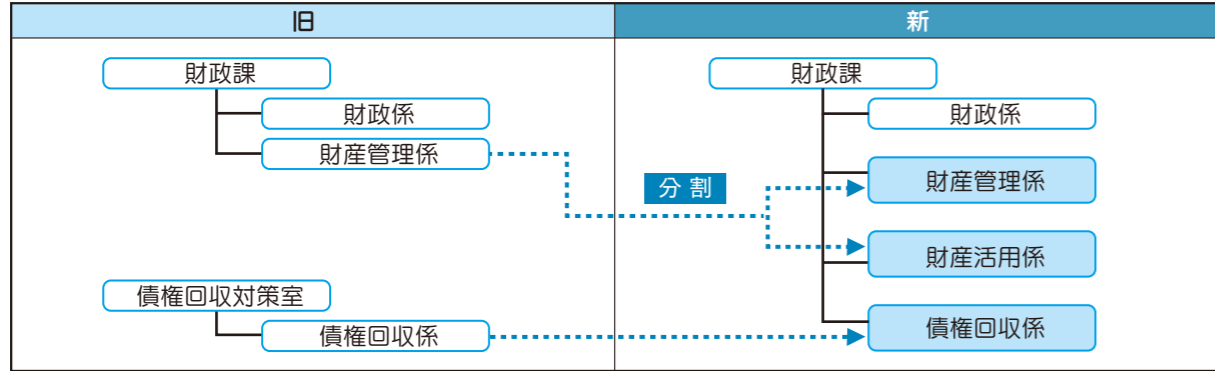 旧
新
財政課
財政係
財産管理係
債権回収対策室
債権回収係
分割
財政課
財政係
財産管理係
財産活用係
債権回収係